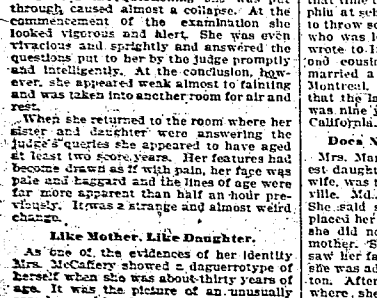 through, caused almost a collapse. At the
commencement of the examination she
looked vigorous and alert. She was even
vivacious and sprightly and answered the
questions put to her by the judge promptly
and intelligently. At the conclusion, how-
ever, she appeared weak almost to fainting
and was taken into another room for air and
rest.
When she returned to the room where her
sister and daughter were answering the
judge's queries she appeared to have aged
at least two score years. Her features had
become drawn as if with pain, her face was
pale and haggard and the lines of age were
far more apparent than half an hour pre-
viously. It was a strange and almost weird
change.
Like Mother, Like Daughter.
As one of the evidences of her identity
Mrs. McCaffery showed a daguerrotype of
herself when she was about thirty years of
age. It was the picture of an unusually
phin at
to throw
who was
wrote to
ond cousin
married a
Montreal.
that the
was nine
California.
Does
Mrs.
est daught
wife, was
ville.
She said
placed her
she did no
mother.
saw her fa
she was ad
ton. After
where, she